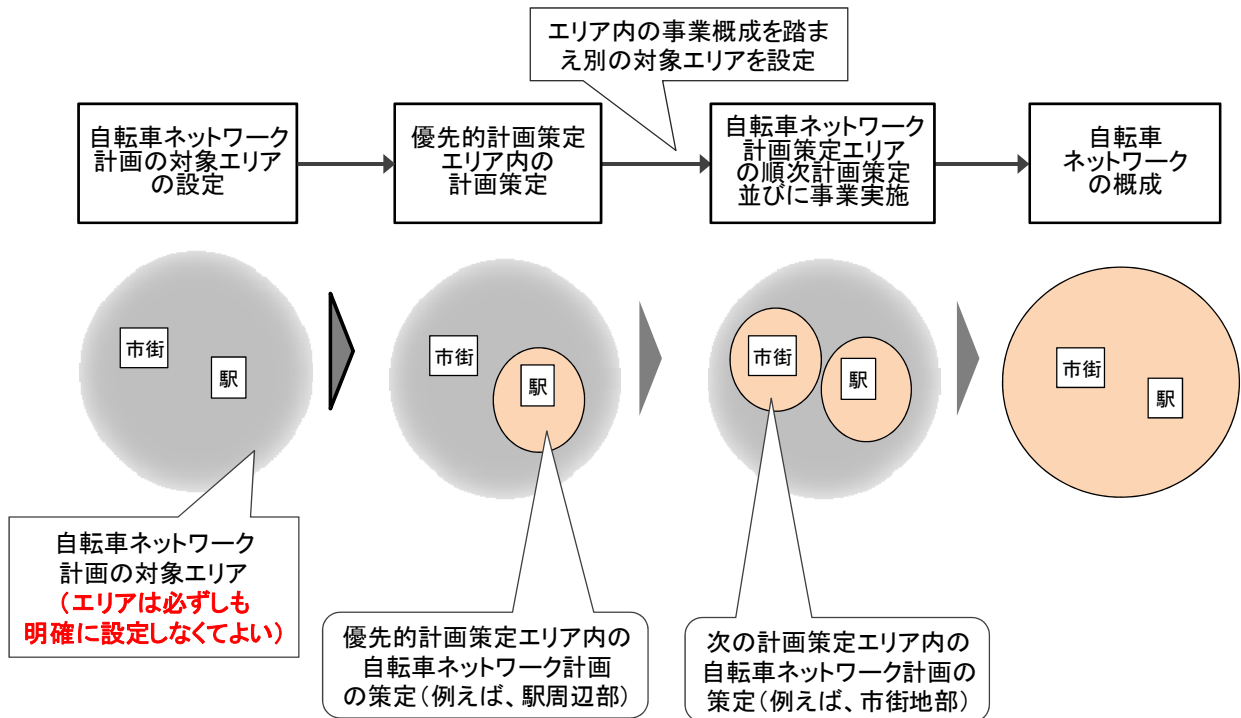 エリア内の事業概成を踏ま
え別の対象エリアを設定
自転車ネットワーク
計画の対象エリア
の設定
優先的計画策定
エリア内の
計画策定
自転車ネットワーク
計画策定エリア
の順次計画策定
並びに事業実施
自転車
ネットワーク
の概成
市街
駅
市街
駅
市街
駅
市街
駅
自転車ネットワーク
計画の対象エリア
（エリアは必ずしも
明確に設定しなくてよい）
優先的計画策定エリア内の
自転車ネットワーク計画
の策定（例えば、駅周辺部）
次の計画策定エリア内の
自転車ネットワーク計画の
策定（例えば、市街地部）